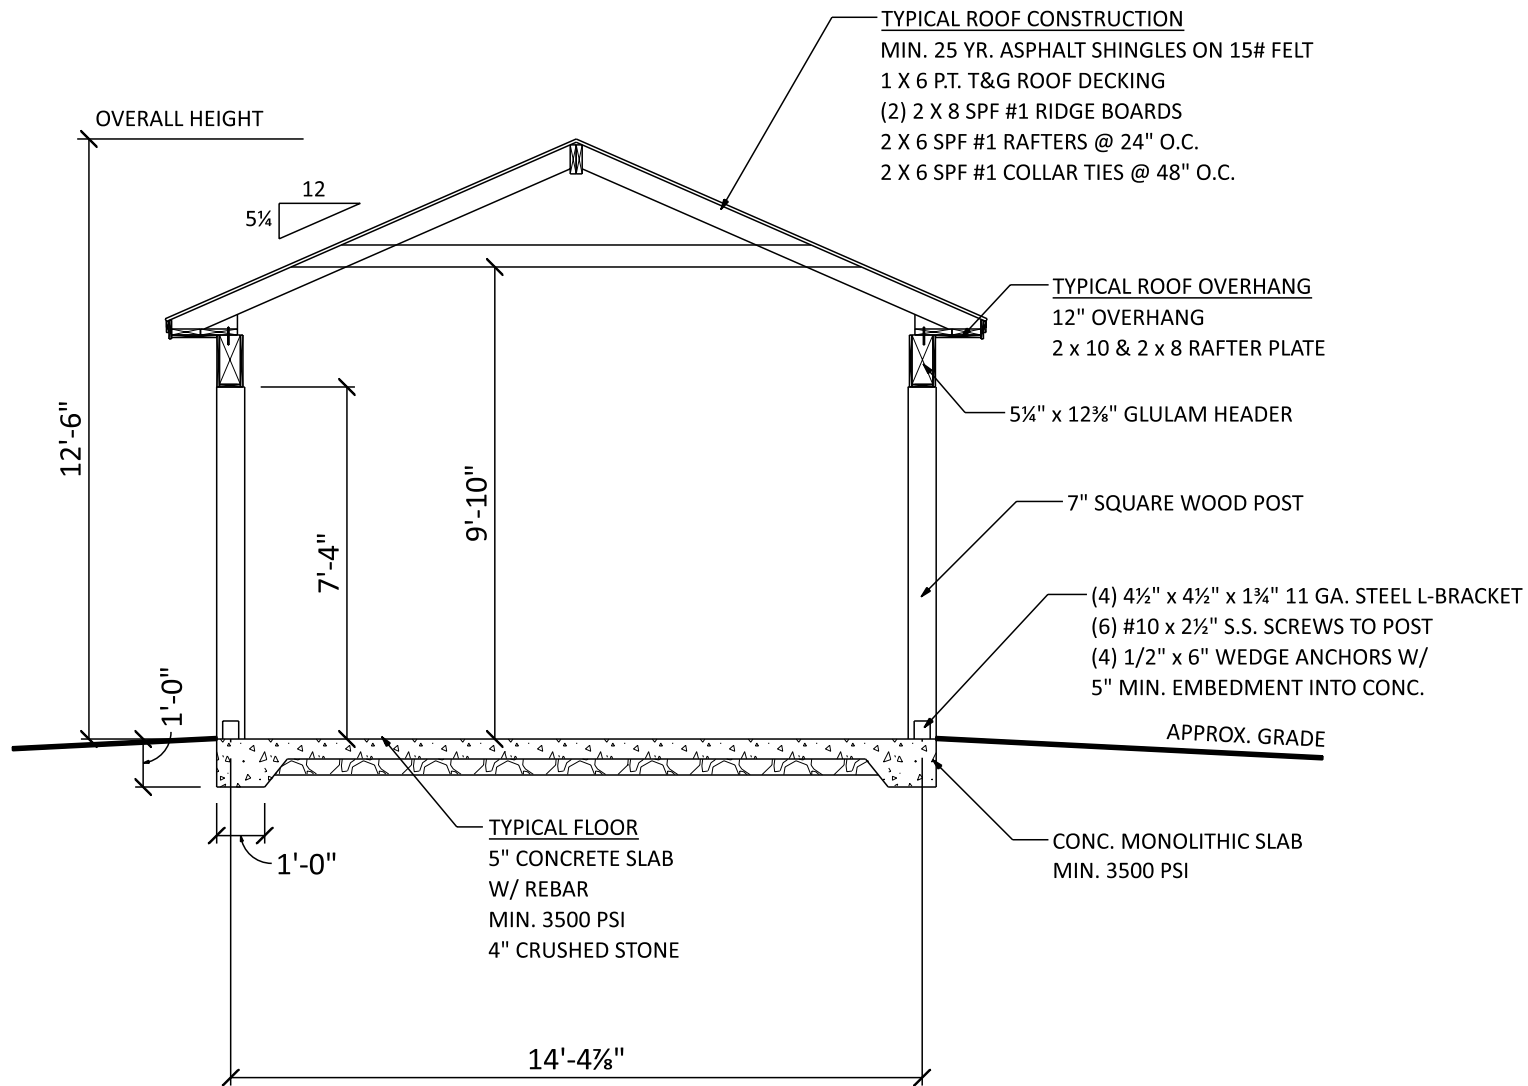 TYPICAL ROOF CONSTRUCTION
MIN. 25 YR. ASPHALT SHINGLES ON 15# FELT
1 X 6 P.T. T&G ROOF DECKING
(2) 2 X 8 SPF #1 RIDGE BOARDS
2 X 6 SPF #1 RAFTERS @ 24" O.C.
2 X 6 SPF #1 COLLAR TIES @ 48" O.C.
OVERALL HEIGHT
12
5¼
TYPICAL ROOF OVERHANG
12" OVERHANG
2 x 10 & 2 x 8 RAFTER PLATE
5¼" x 12⅜" GLULAM HEADER
12'-6"
9'-10"
7'-4"
7" SQUARE WOOD POST
(4) 4½" x 4½" x 1¾" 11 GA. STEEL L-BRACKET
(6) #10 x 2½" S.S. SCREWS TO POST
(4) 1/2" x 6" WEDGE ANCHORS W/
5" MIN. EMBEDMENT INTO CONC.
1'-0"
APPROX. GRADE
TYPICAL FLOOR
5" CONCRETE SLAB
W/ REBAR
MIN. 3500 PSI
4" CRUSHED STONE
CONC. MONOLITHIC SLAB
MIN. 3500 PSI
1'-0"
14'-4⅞"